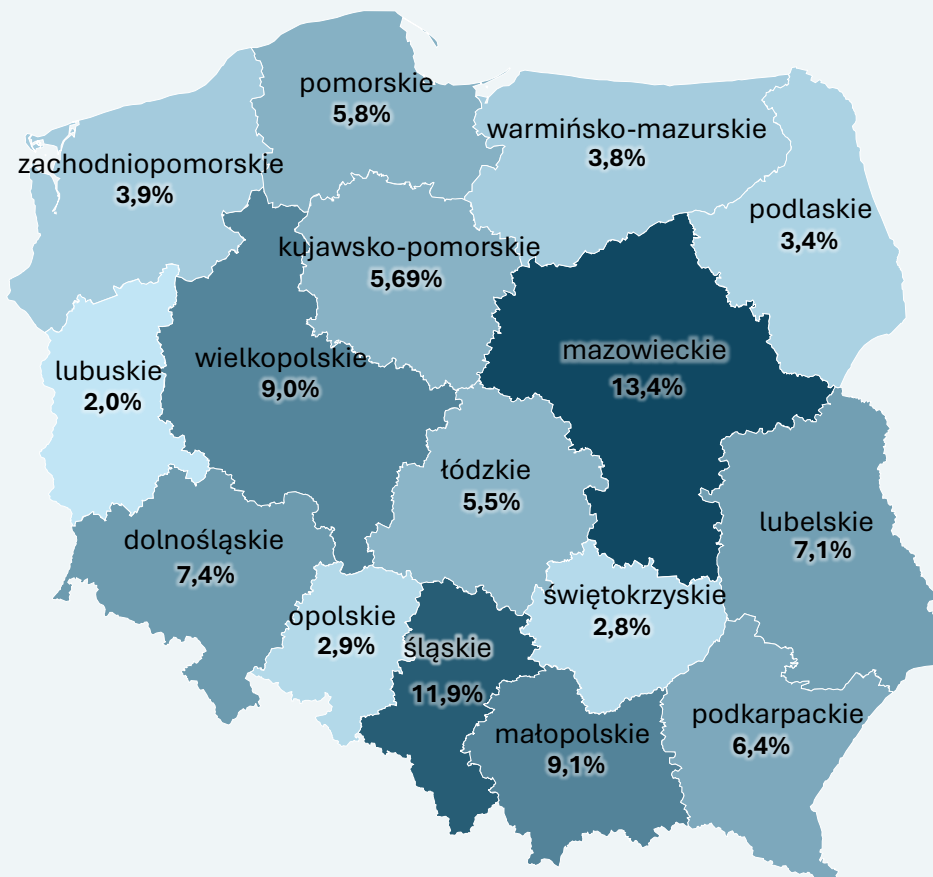 pomorskie
5,8%
warmińsko-mazurskie
3,8%
zachodniopomorskie
3,9%
podlaskie
3,4%
kujawsko-pomorskie
5,69%
mazowieckie
13,4%
wielkopolskie
9,0%
lubuskie
2,0%
łódzkie
5,5%
lubelskie
7,1%
dolnośląskie
7,4%
świętokrzyskie
2,8%
opolskie
2,9%
śląskie
11,9%
podkarpackie
6,4%
małopolskie
9,1%